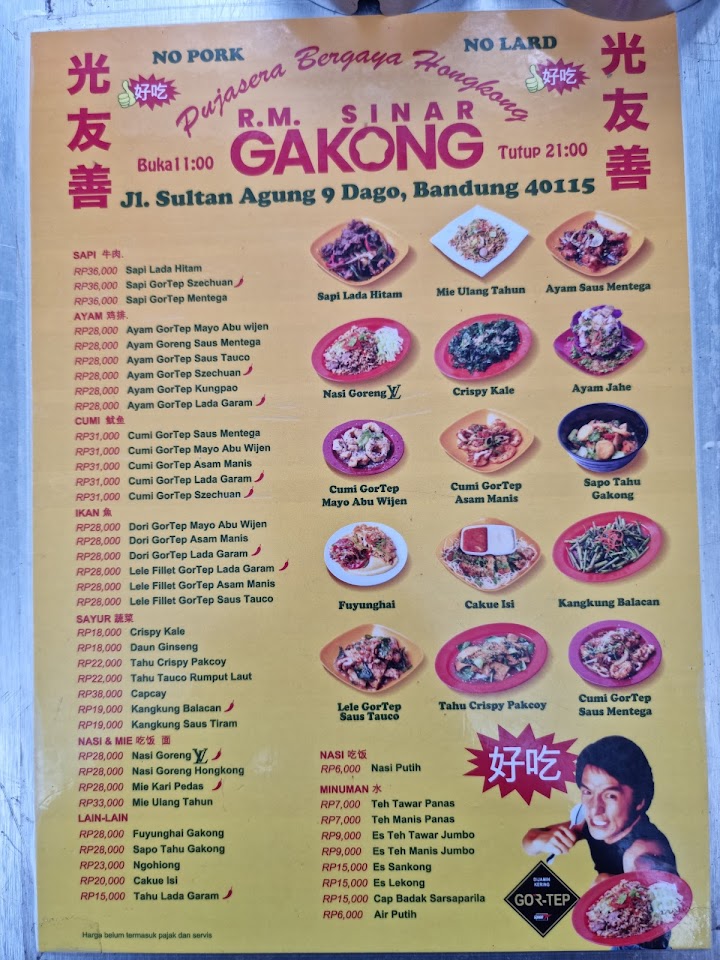 NO PORK
NO LARD
光友善
好吃
Pujasera Bergaya Hongkong
好吃
光友善
R.M. SINAR
GAKONG
Buka11:00
Tutup 21:00
Jl. Sultan Agung 9 Dago, Bandung 40115
SAPI 牛肉.
RP36,000 Sapi Lada Hitam
RP36,000 Sapi GorTep Szechuan
RP36,000 Sapi GorTep Mentega
AYAM 鸡排.
RP28,000 Ayam GorTep Mayo Abu wijen
RP28,000 Ayam Goreng Saus Mentega
RP28,000 Ayam GorTep Saus Tauco
RP28,000 Ayam GorTep Szechuan
RP28,000 Ayam GorTep Kungpao
RP28,000 Ayam GorTep Lada Garam
CUMI 魷鱼
RP31,000 Cumi GorTep Saus Mentega
RP31,000 Cumi GorTep Mayo Abu Wijen
RP31,000 Cumi GorTep Asam Manis
RP31,000 Cumi GorTep Lada Garam
RP31,000 Cumi GorTep Szechuan
IKAN 魚
RP28,000 Dori GorTep Mayo Abu Wijen
RP28,000 Dori GorTep Asam Manis
RP28,000 Dori GorTep Lada Garam
RP28,000 Lele Fillet GorTep Lada Garam
RP28,000 Lele Fillet GorTep Asam Manis
RP28,000 Lele Fillet GorTep Saus Tauco
SAYUR 蔬菜
RP18,000 Crispy Kale
RP18,000 Daun Ginseng
RP22,000 Tahu Crispy Pakcoy
RP22,000 Tahu Tauco Rumput Laut
RP38,000 Capcay
RP19,000 Kangkung Balacan
RP19,000 Kangkung Saus Tiram
NASI & MIE 吃饭 面
RP28,000 Nasi Goreng LV
RP28,000 Nasi Goreng Hongkong
RP28,000 Mie Kari Pedas
RP33,000 Mie Ulang Tahun
LAIN-LAIN
RP28,000 Fuyunghai Gakong
RP28,000 Sapo Tahu Gakong
RP23,000 Ngohiong
RP20,000 Cakue Isi
RP15,000 Tahu Lada Garam
Harga belum termasuk pajak dan servis
Sapi Lada Hitam
Mie Ulang Tahun
Ayam Saus Mentega
Nasi Goreng LV
Crispy Kale
Ayam Jahe
Cumi GorTep
Mayo Abu Wijen
Cumi GorTep
Asam Manis
Sapo Tahu
Gakong
Fuyunghai
Cakue Isi
Kangkung Balacan
Lele GorTep
Saus Tauco
Tahu Crispy Pakcoy
Cumi GorTep
Saus Mentega
NASI 吃饭
RP6,000 Nasi Putih
MINUMAN 水
RP7,000 Teh Tawar Panas
RP7,000 Teh Manis Panas
RP9,000 Es Teh Tawar Jumbo
RP9,000 Es Teh Manis Jumbo
RP15,000 Es Sankong
RP15,000 Es Lekong
RP15,000 Cap Badak Sarsaparila
RP6,000 Air Putih
好吃
DIJAMIN
KERING
GOR-TEP